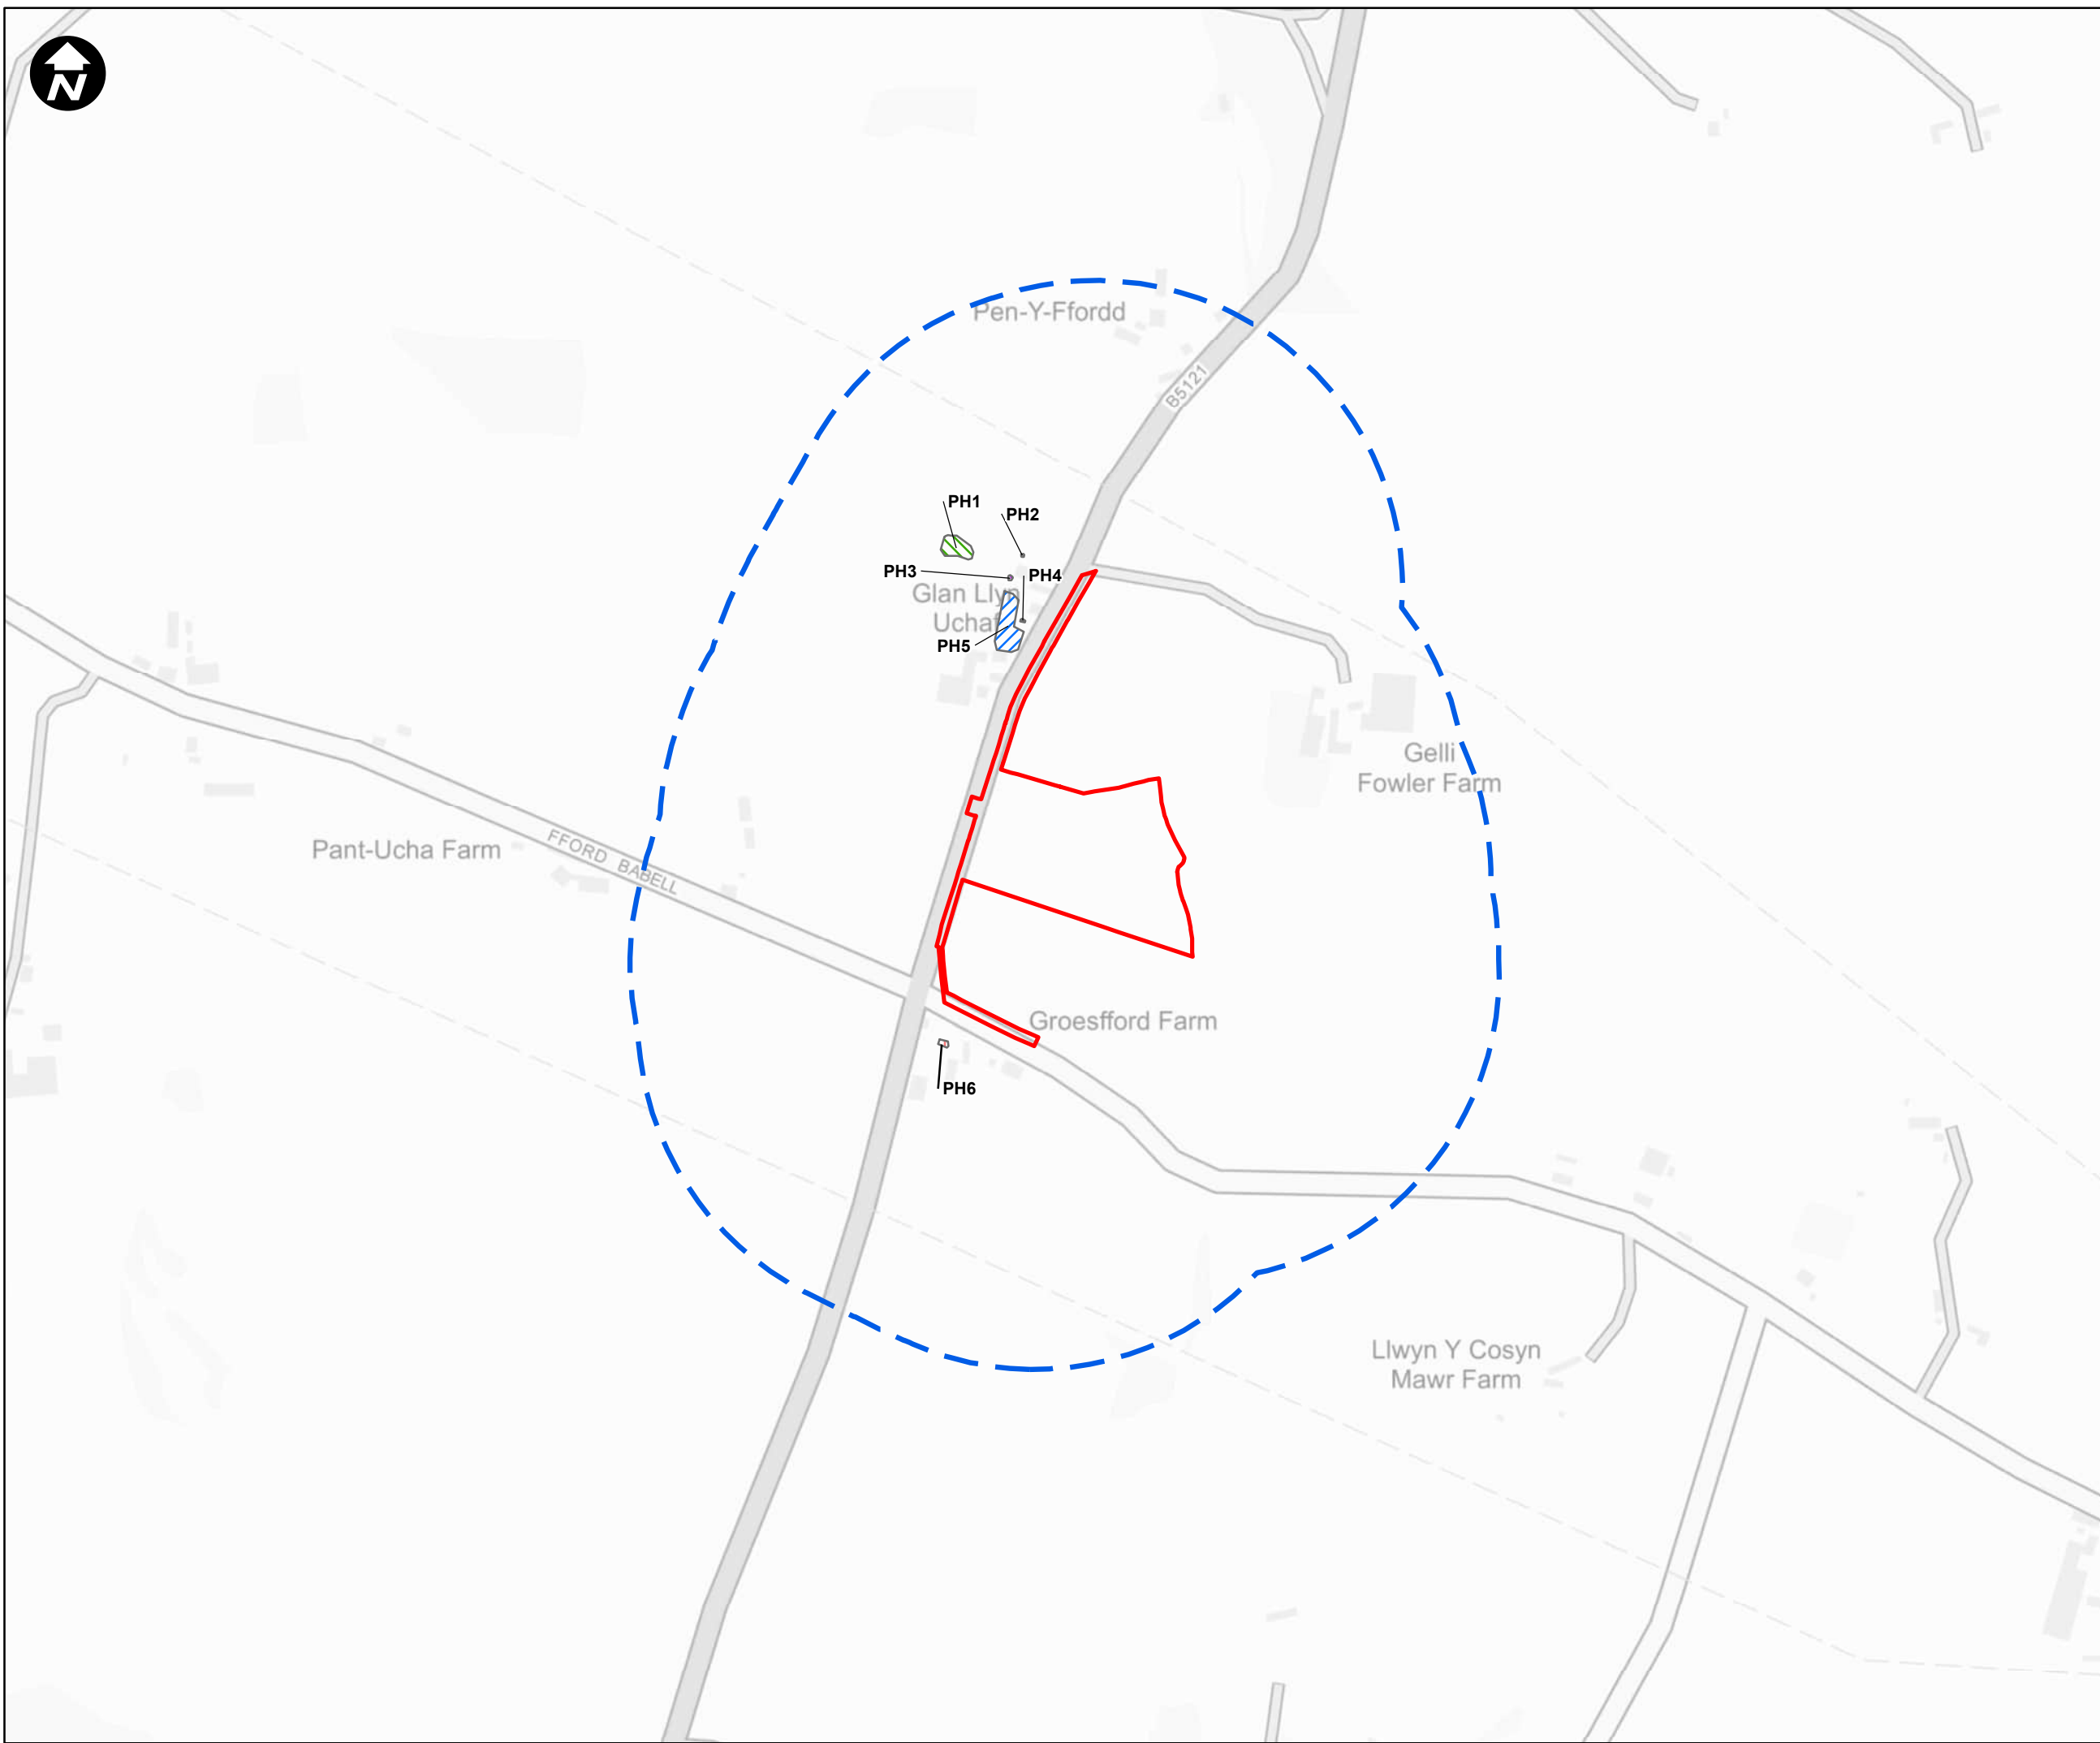 N
Pen-Y-Ffordd
B5121
PH1
PH2
PH3
PH4
Glan Llyn
Uchaf
PH5
Gelli
Fowler Farm
Pant-Ucha Farm
FFORD BABELL
Groesfford Farm
PH6
Llwyn Y Cosyn
Mawr Farm